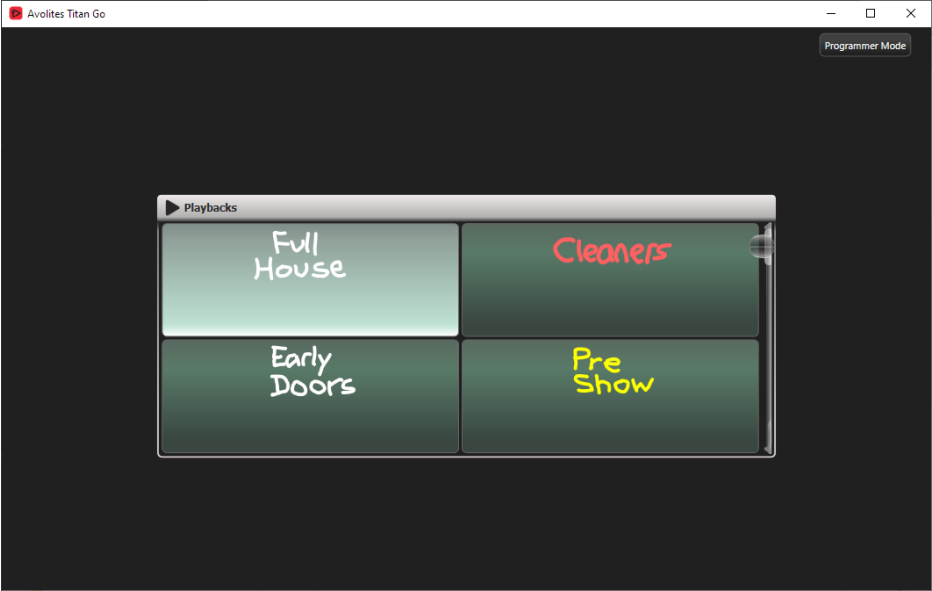 Avolites Titan Go
Programmer Mode
Playbacks
Full
House
Cleaners
Early
Doors
Pre
Show